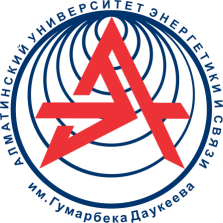 АЛМАТИНСКИЙ УНИВЕРСИТЕТ ЭНЕРГЕТИКИ И СВЯЗИ
им. Гумарбека Даукеева